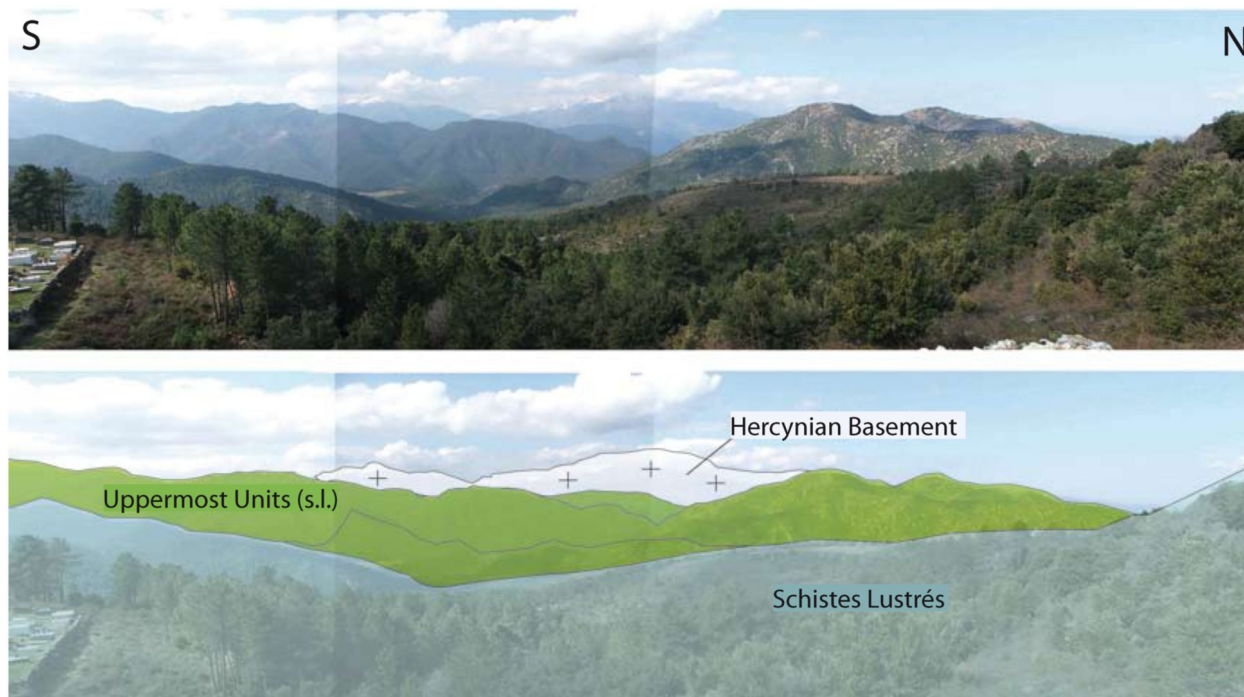 S
N
Hercynian Basement
Uppermost Units (s.l.)
Schistes Lustrés